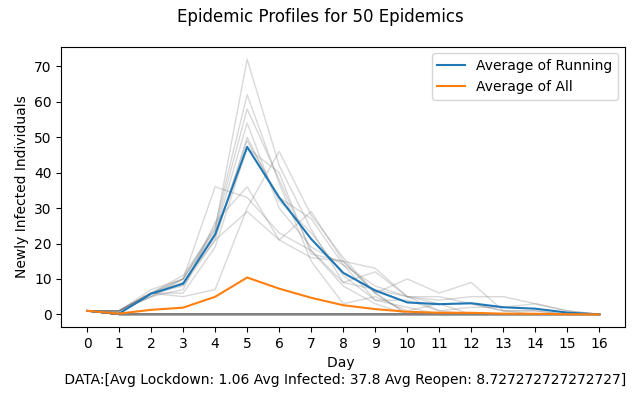 Epidemic Profiles for 50 Epidemics
Newly Infected Individuals
70
60
50
40
30
20
10
0
Average of Running
Average of All
0 1 2 3 4 5 6 7 8 9 10 11 12 13 14 15 16
Day
DATA:[Avg Lockdown: 1.06 Avg Infected: 37.8 Avg Reopen: 8.727272727272727]